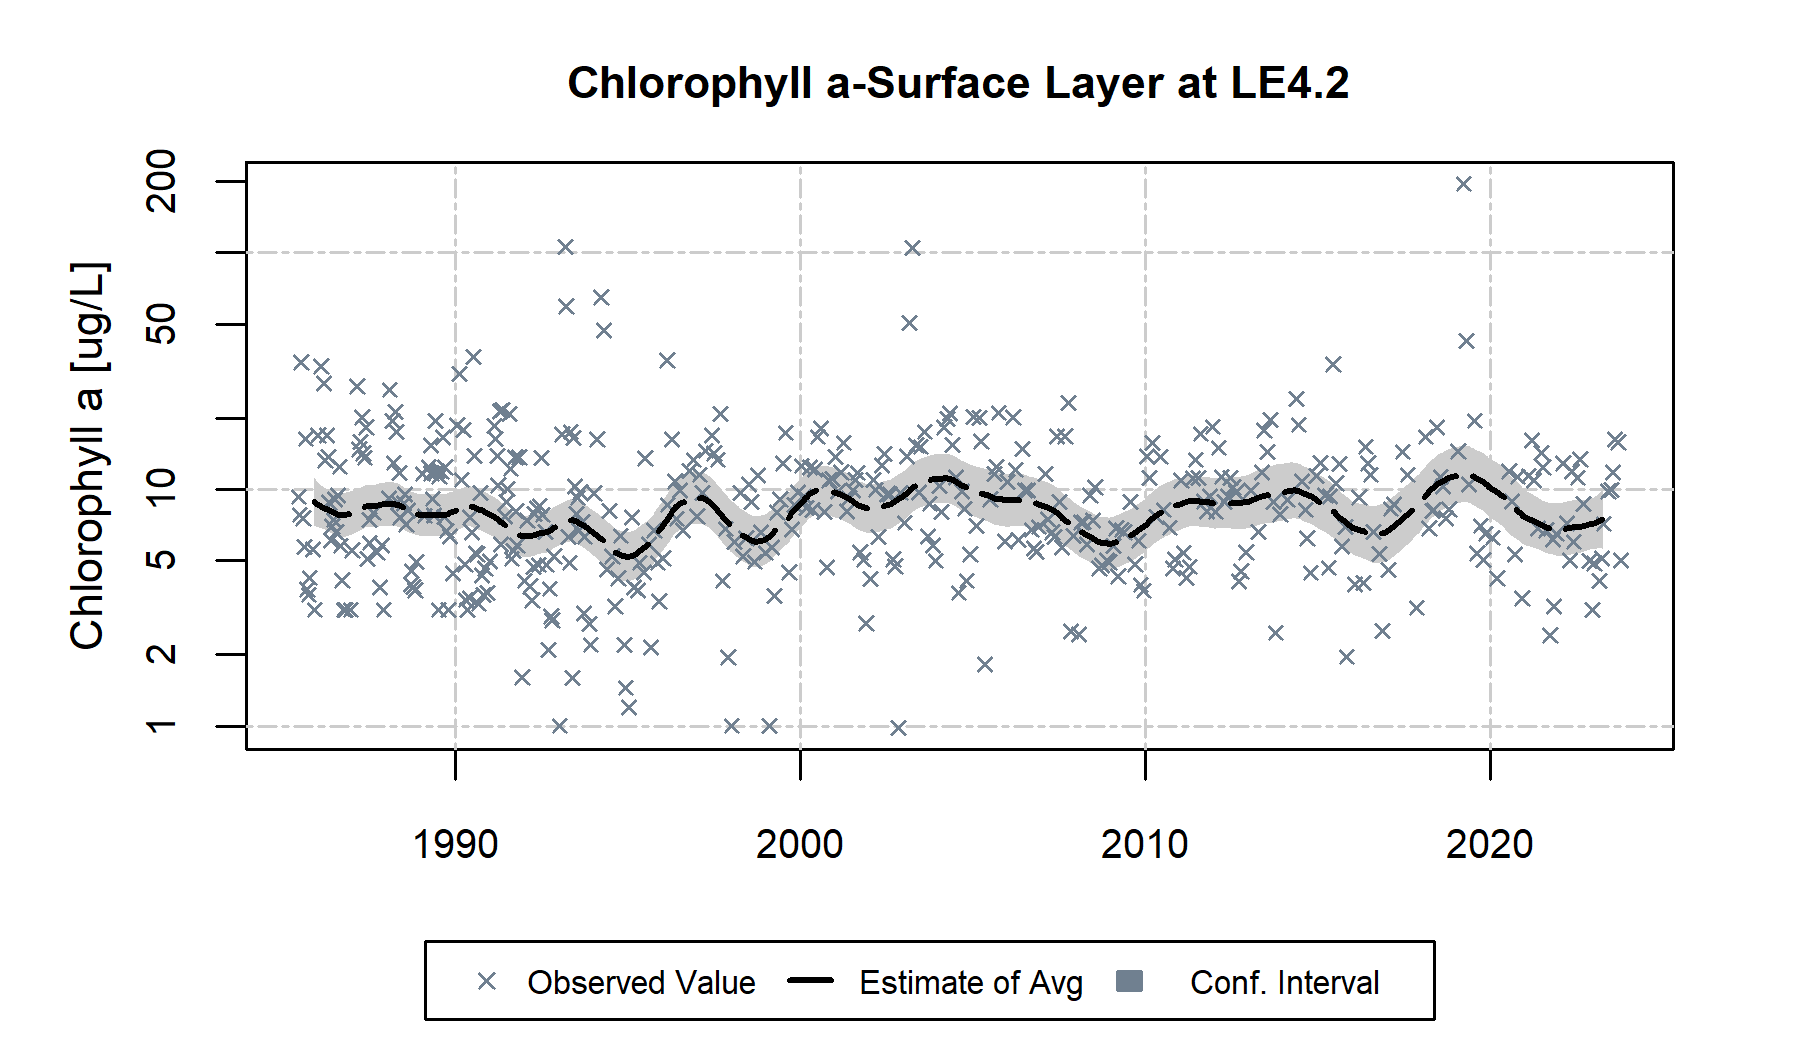 Chlorophyll a-Surface Layer at LE4.2
Chlorophyll a [ug/L]
200
50
10
5
2
1
1990 2000 2010 2020
Observed Value Estimate of Avg Conf. Interval